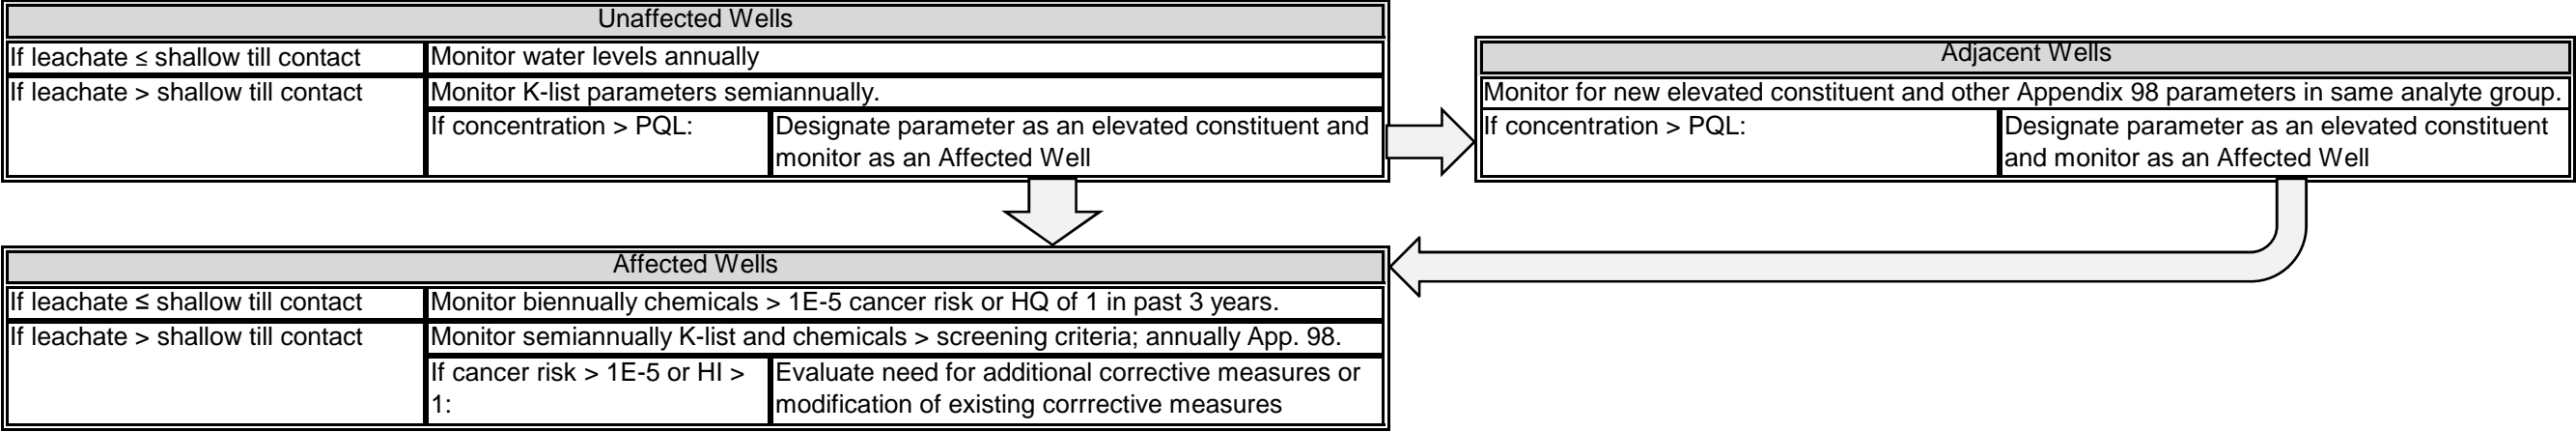 Unaffected Wells
If leachate ≤ shallow till contact
Monitor water levels annually
If leachate > shallow till contact
Monitor K-list parameters semiannually.
If concentration > PQL:
Designate parameter as an elevated constituent and
monitor as an Affected Well
Adjacent Wells
Monitor for new elevated constituent and other Appendix 98 parameters in same analyte group.
If concentration > PQL:
Designate parameter as an elevated constituent
and monitor as an Affected Well
Affected Wells
If leachate ≤ shallow till contact
Monitor biennually chemicals > 1E-5 cancer risk or HQ of 1 in past 3 years.
If leachate > shallow till contact
Monitor semiannually K-list and chemicals > screening criteria; annually App. 98.
If cancer risk > 1E-5 or HI >
1:
Evaluate need for additional corrective measures or
modification of existing corrrective measures